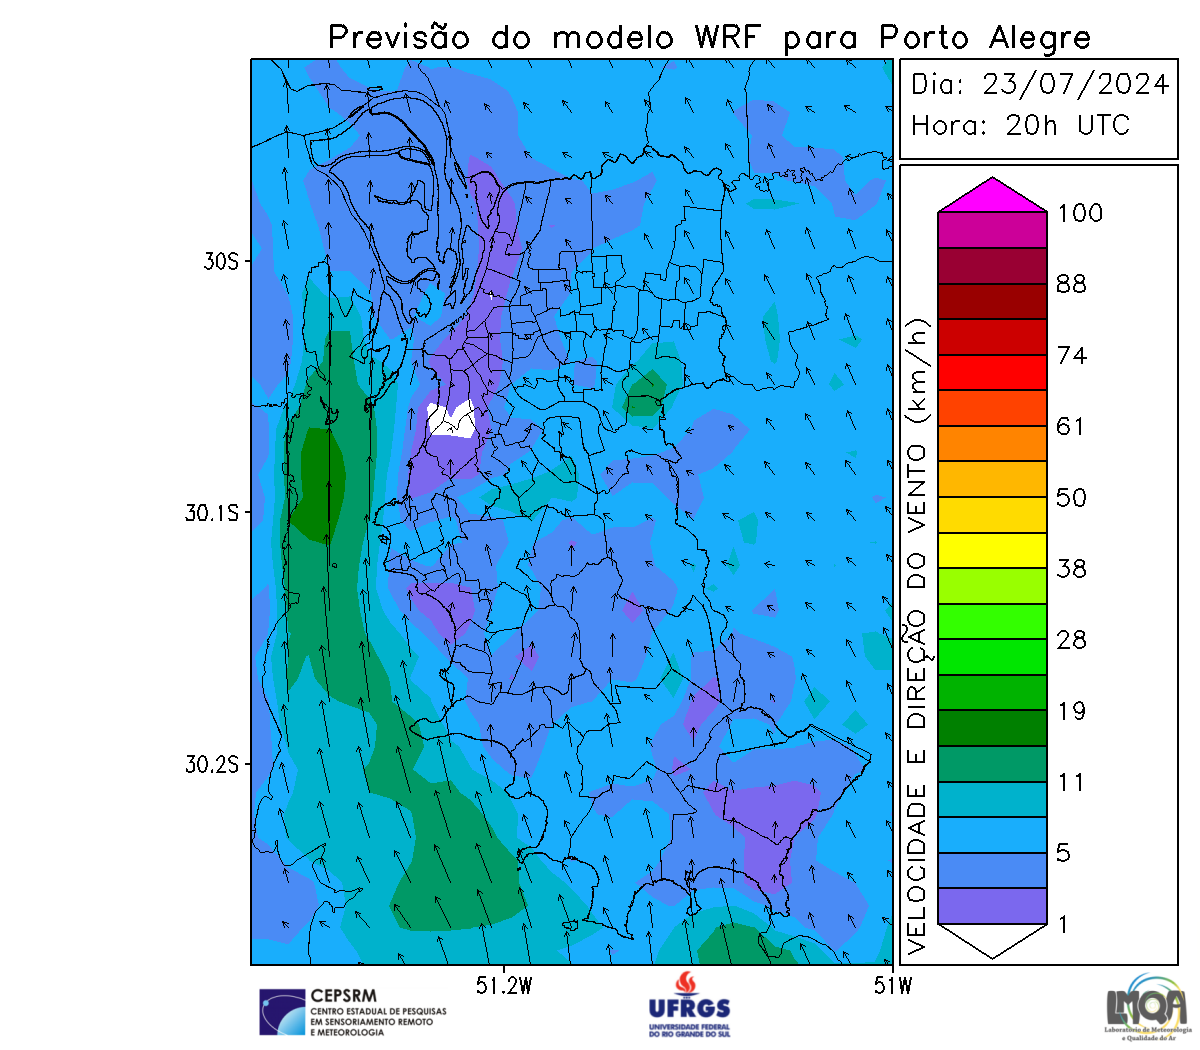 Previsão do modelo WRF para Porto Alegre
Dia: 23/07/2024
Hora: 20h UTC
100
88
74
61
50
38
28
19
11
5
1
VELOCIDADE E DIREÇÃO DO VENTO (km/h)
30S
30.1S
30.2S
51.2W
51W
CEPSRM
CENTRO ESTADUAL DE PESQUISAS
EM SENSORIAMENTO REMOTO
E METEOROLOGIA
UFRGS
UNIVERSIDADE FEDERAL
DO RIO GRANDE DO SUL
LMQA
Laboratório de Meteorologia
e Qualidade do Ar